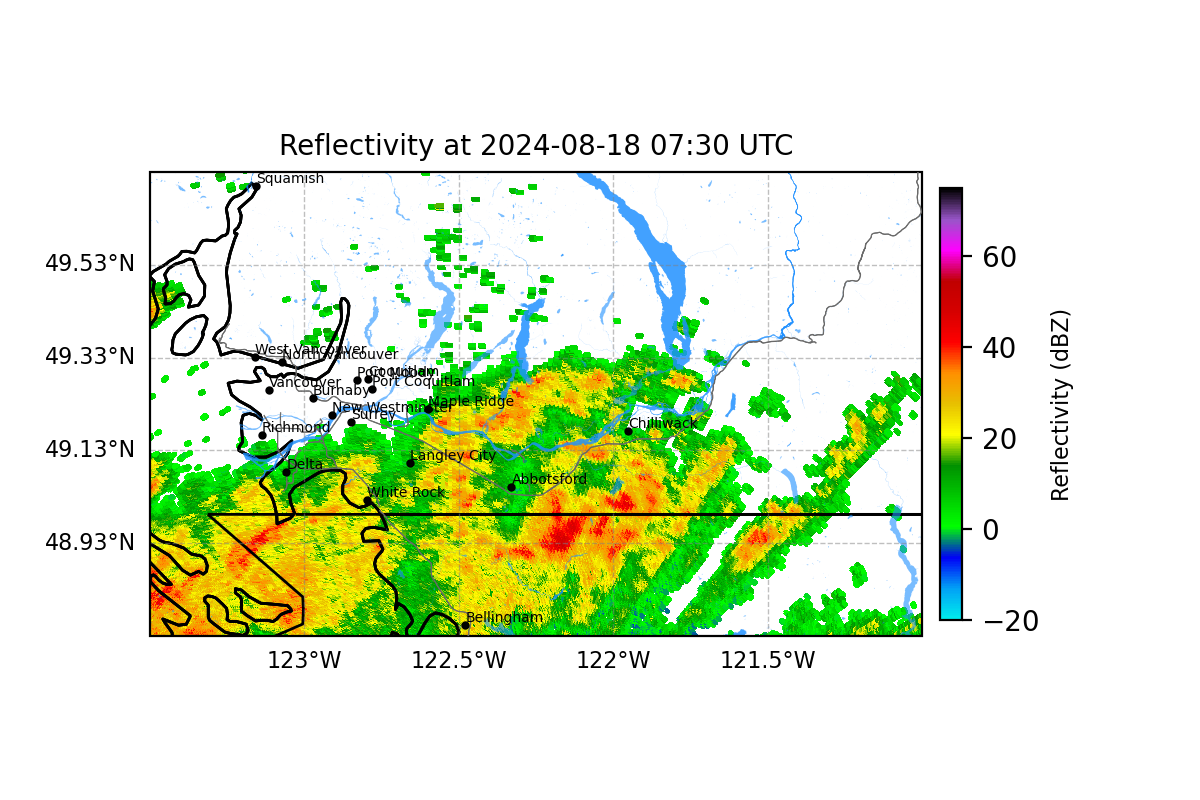 Reflectivity at 2024-08-18 07:30 UTC
Squamish
49.53°N
60
49.33°N
West Vancouver
North Vancouver
40
Port Moody
Coquitlam
Vancouver
Port Coquitlam
Burnaby
Maple Ridge
New Westminster
Surrey
Richmond
Chilliwack
20
49.13°N
Langley City
Delta
Abbotsford
White Rock
0
48.93°N
Bellingham
−20
123°W
122.5°W
122°W
121.5°W
Reflectivity (dBZ)